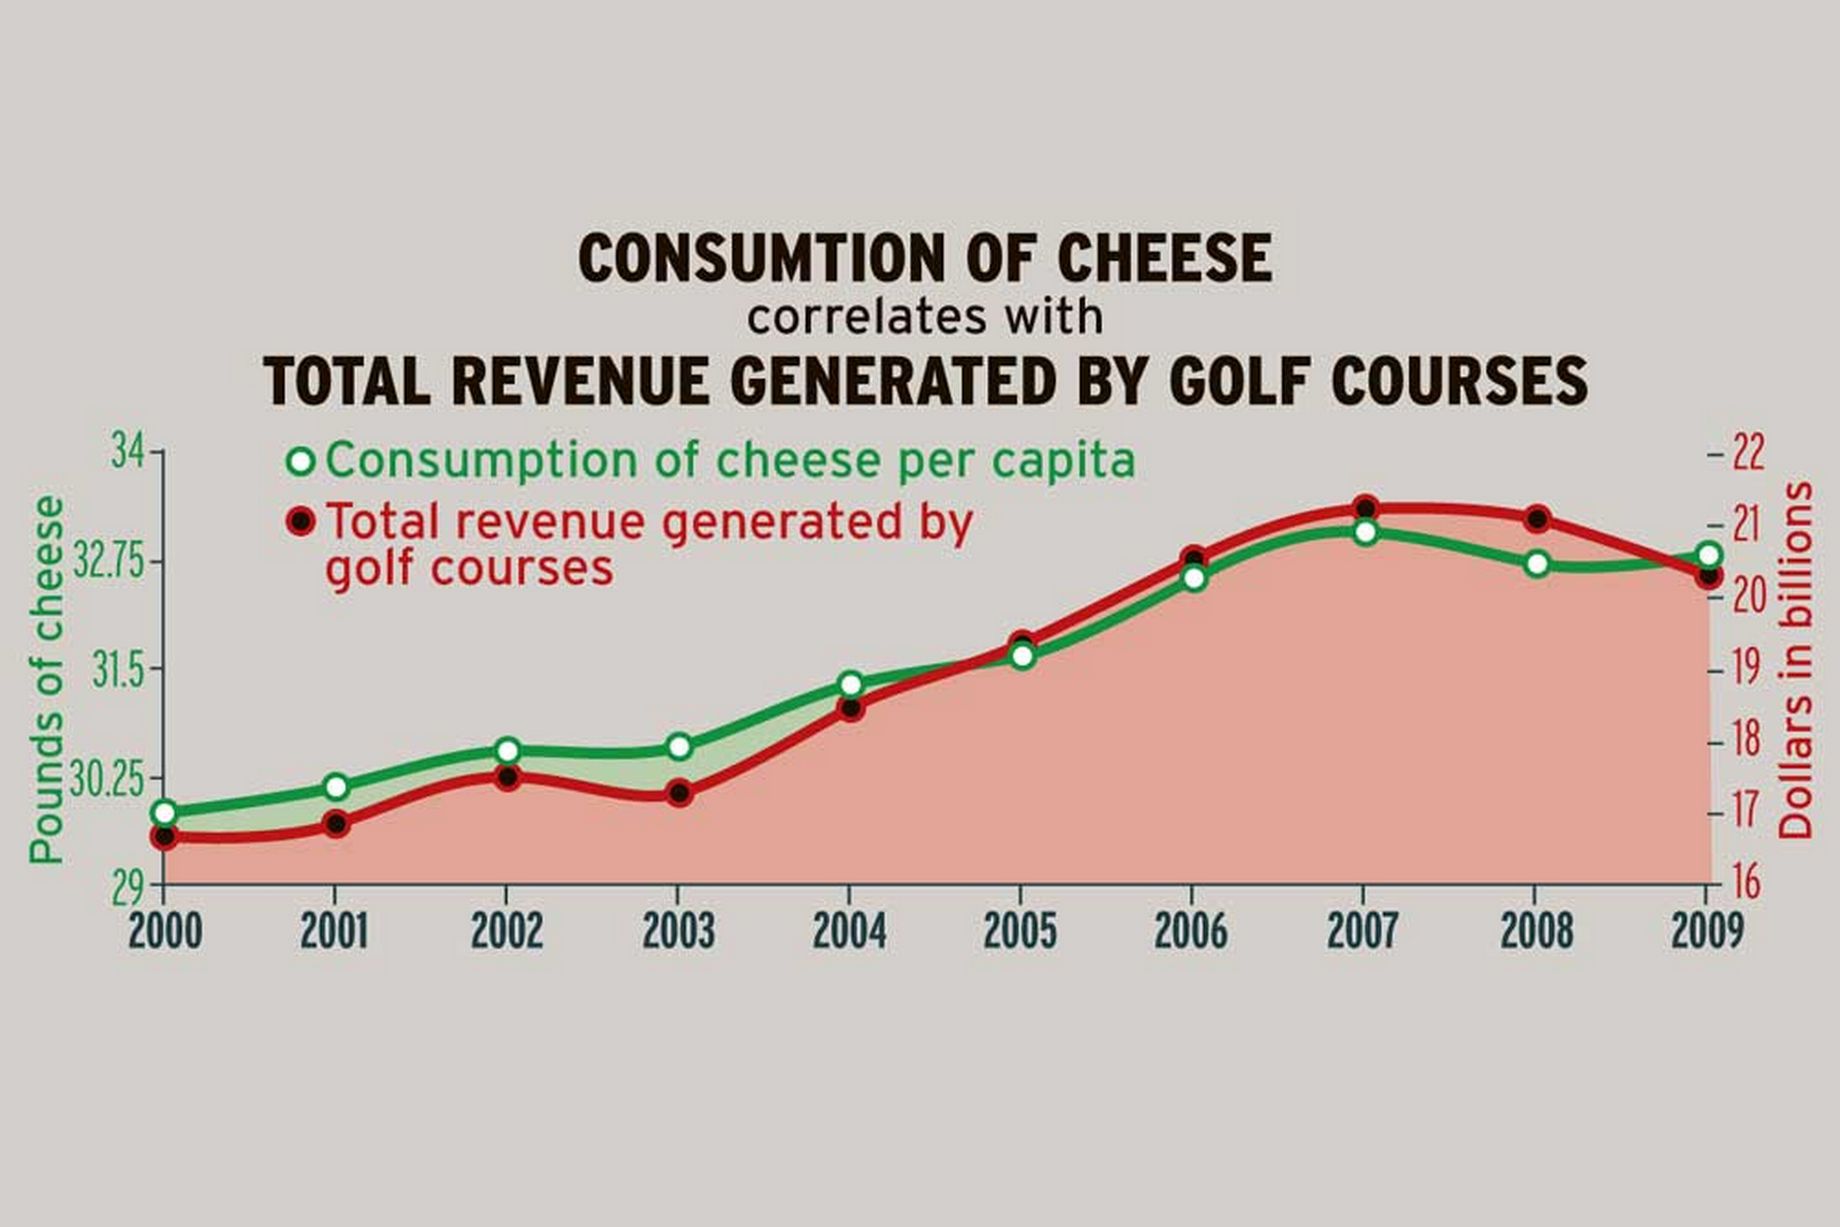 CONSUMTION OF CHEESE
correlates with
TOTAL REVENUE GENERATED BY GOLF COURSES
Consumption of cheese per capita
Total revenue generated by
golf courses
Pounds of cheese
34
32.75
31.5
30.25
29
22
21
20
19
18
17
16
Dollars in billions
2000 2001 2002 2003 2004 2005 2006 2007 2008 2009